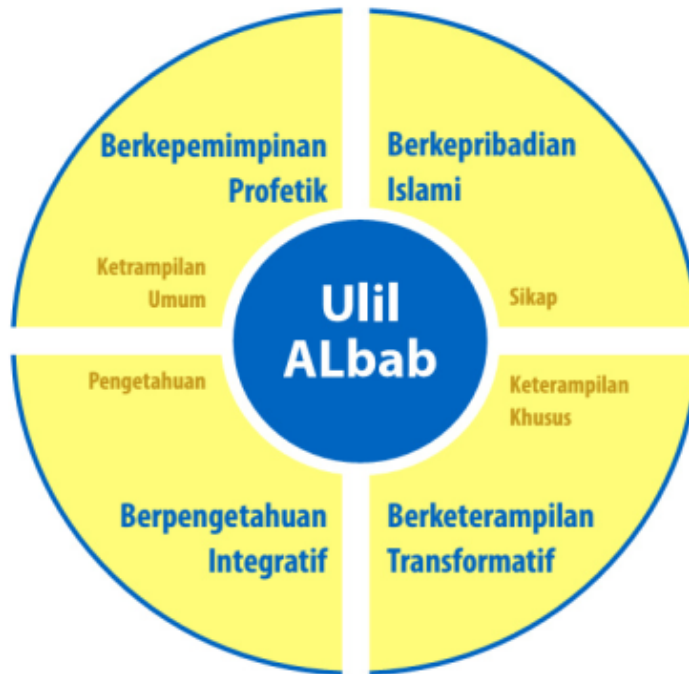 Berkepemimpinan
Profetik
Ketrampilan
Umum
Berkepribadian
Islami
Sikap
Ulil
ALbab
Pengetahuan
Berpengetahuan
Integratif
Keterampilan
Khusus
Berketerampilan
Transformatif